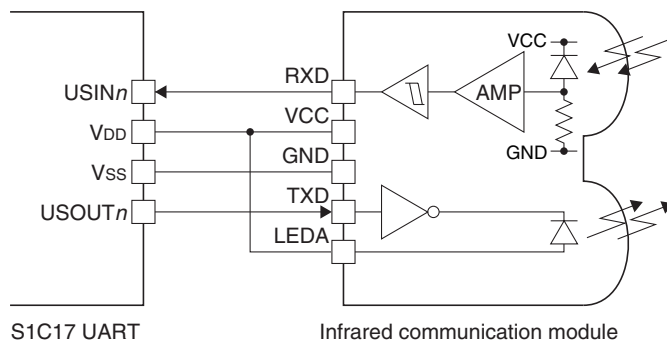 USINn
VDD
VSS
USOUTn
RXD
VCC
GND
TXD
LEDA
AMP
VCC
GND
S1C17 UART
Infrared communication module